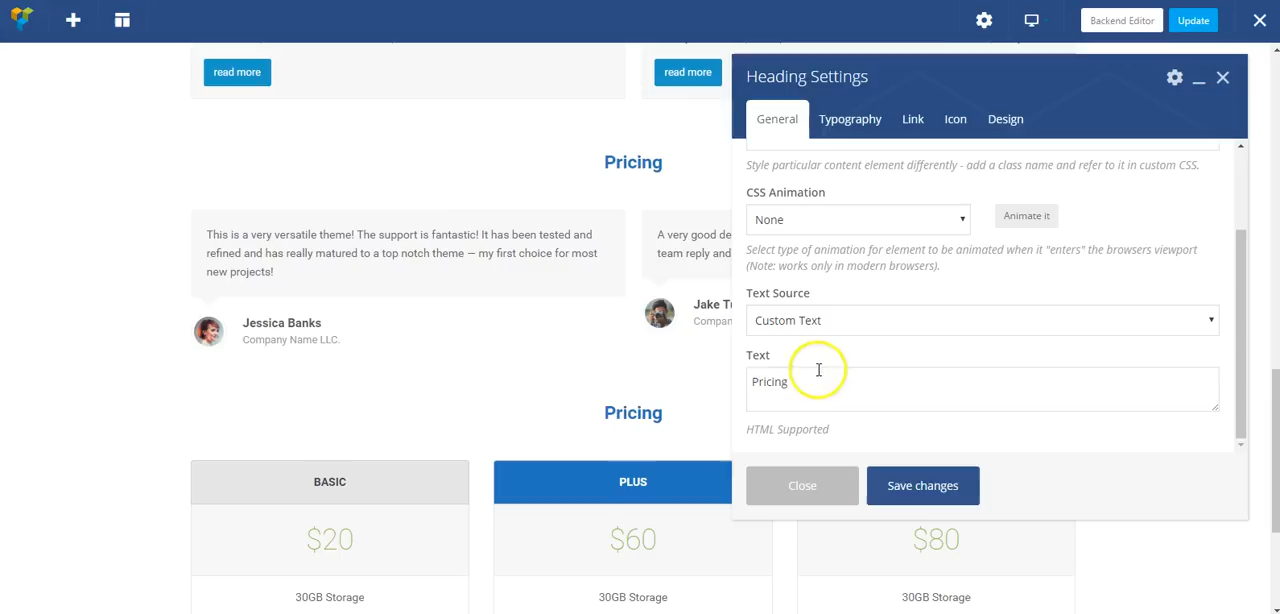 Backend Editor
Update
read more
read more
Heading Settings
General
Typography
Link
Icon
Design
Style particular content element differently - add a class name and refer to it in custom CSS.
CSS Animation
None
Animate it
Select type of animation for element to be animated when it "enters" the browsers viewport
(Note: works only in modern browsers).
Text Source
Custom Text
Text
Pricing
HTML Supported
Close
Save changes
Pricing
This is a very versatile theme! The support is fantastic! It has been tested and
refined and has really matured to a top notch theme — my first choice for most
new projects!
Jessica Banks
Company Name LLC.
A very good de
team reply and
Jake Tu
Compan
Pricing
BASIC
PLUS
$20
$60
$80
30GB Storage
30GB Storage
30GB Storage